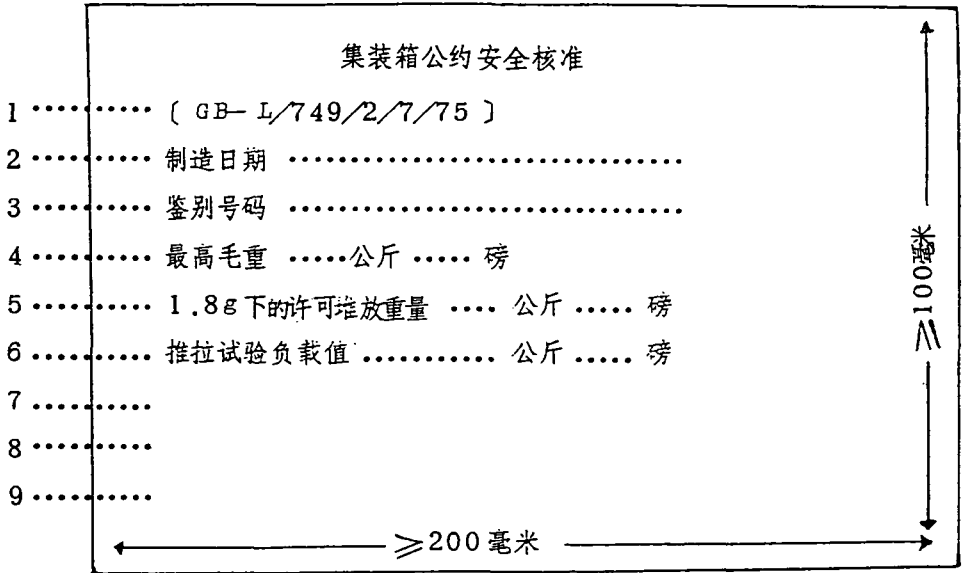 集装箱公约安全核准
1 ·········· 〔 GB— L/749/2/7/75 〕
2 ·········· 制造日期 ······························
3 ·········· 鉴别号码 ······························
4 ·········· 最高毛重 ·····公斤 ····· 磅
5 ·········· 1.8g下的许可堆放重量 ···· 公斤 ····· 磅
6 ·········· 推拉试验负载值 ··········· 公斤 ····· 磅
7 ··········
8 ··········
9 ··········
≥200毫米
≥100毫米